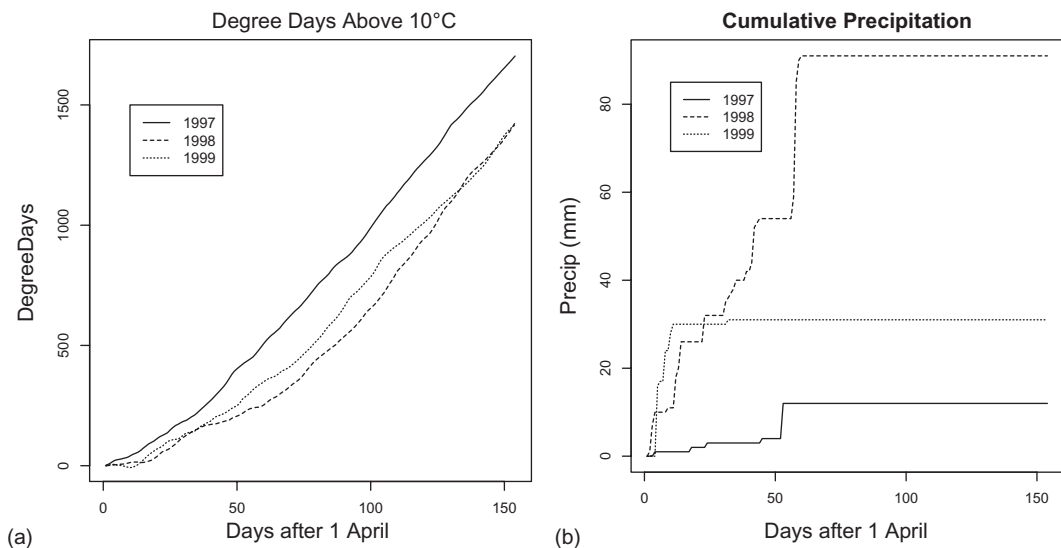 Degree Days Above 10°C
DegreeDays
1500
1000
500
0
1997
1998
1999
0 50 100 150
Days after 1 April
(a)
Cumulative Precipitation
Precip (mm)
80
60
40
20
0
1997
1998
1999
0 50 100 150
Days after 1 April
(b)